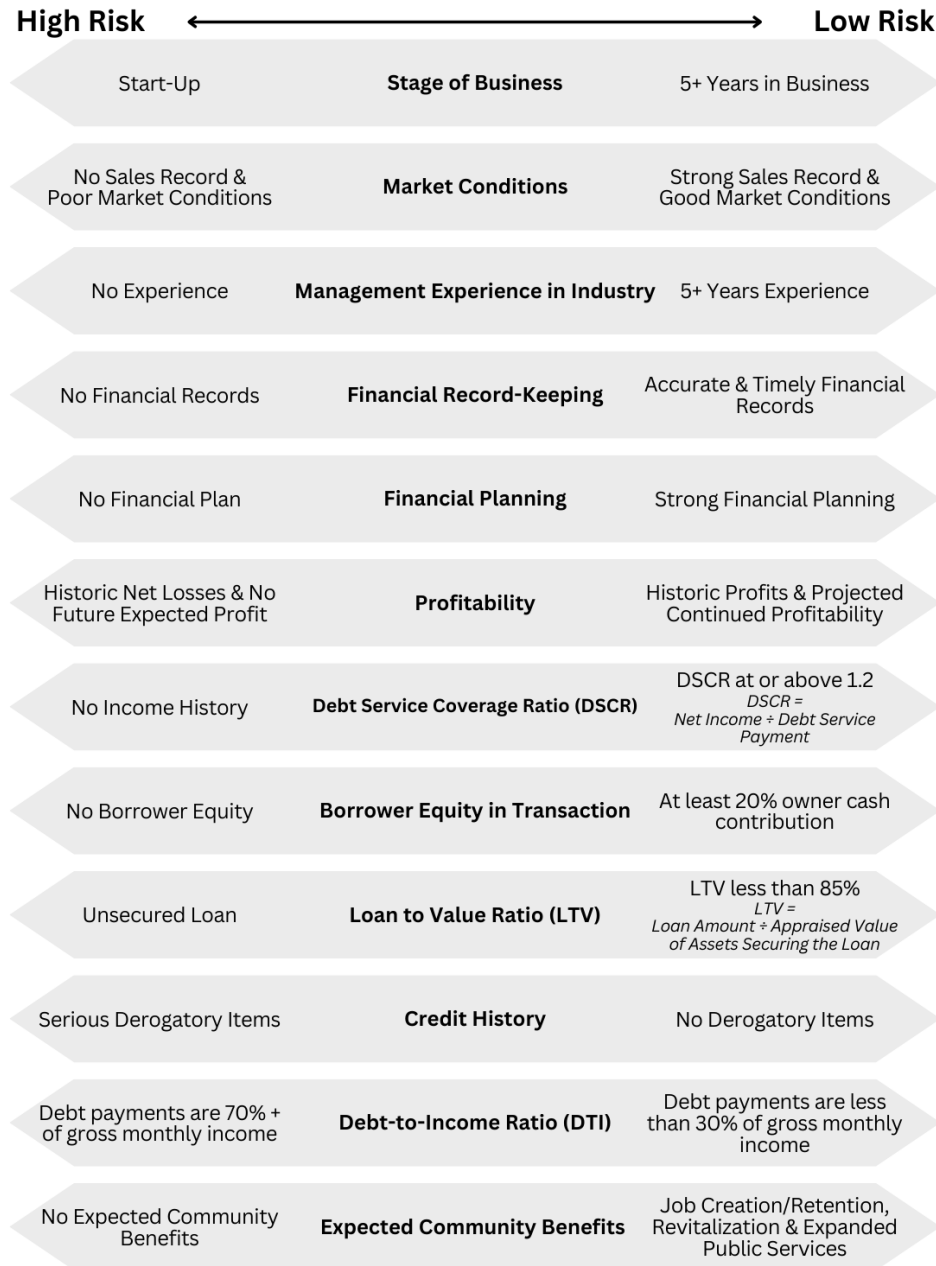 High Risk
Low Risk
Start-Up
Stage of Business
5+ Years in Business
No Sales Record &
Poor Market Conditions
Market Conditions
Strong Sales Record &
Good Market Conditions
No Experience
Management Experience in Industry
5+ Years Experience
No Financial Records
Financial Record-Keeping
Accurate & Timely Financial
Records
No Financial Plan
Financial Planning
Strong Financial Planning
Historic Net Losses & No
Future Expected Profit
Profitability
Historic Profits & Projected
Continued Profitability
No Income History
Debt Service Coverage Ratio (DSCR)
DSCR at or above 1.2
DSCR =
Net Income ÷ Debt Service
Payment
No Borrower Equity
Borrower Equity in Transaction
At least 20% owner cash
contribution
Unsecured Loan
Loan to Value Ratio (LTV)
LTV less than 85%
LTV =
Loan Amount ÷ Appraised Value
of Assets Securing the Loan
Serious Derogatory Items
Credit History
No Derogatory Items
Debt payments are 70% +
of gross monthly income
Debt-to-Income Ratio (DTI)
Debt payments are less
than 30% of gross monthly
income
No Expected Community
Benefits
Expected Community Benefits
Job Creation/Retention,
Revitalization & Expanded
Public Services